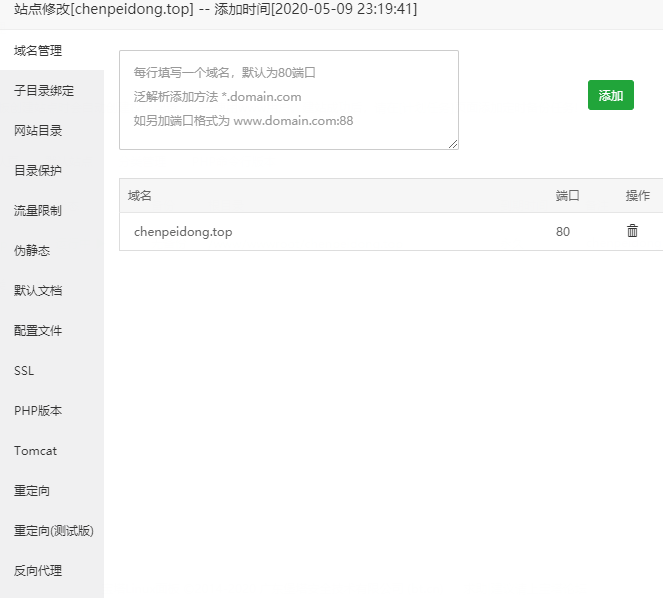 站点修改[chenpeidong.top] -- 添加时间[2020-05-09 23:19:41]
域名管理
子目录绑定
网站目录
目录保护
流量限制
伪静态
默认文档
配置文件
SSL
PHP版本
Tomcat
重定向
重定向(测试版)
反向代理
每行填写一个域名，默认为80端口
泛解析添加方法 *.domain.com
如另加端口格式为 www.domain.com:88
添加
域名 端口 操作
chenpeidong.top 80